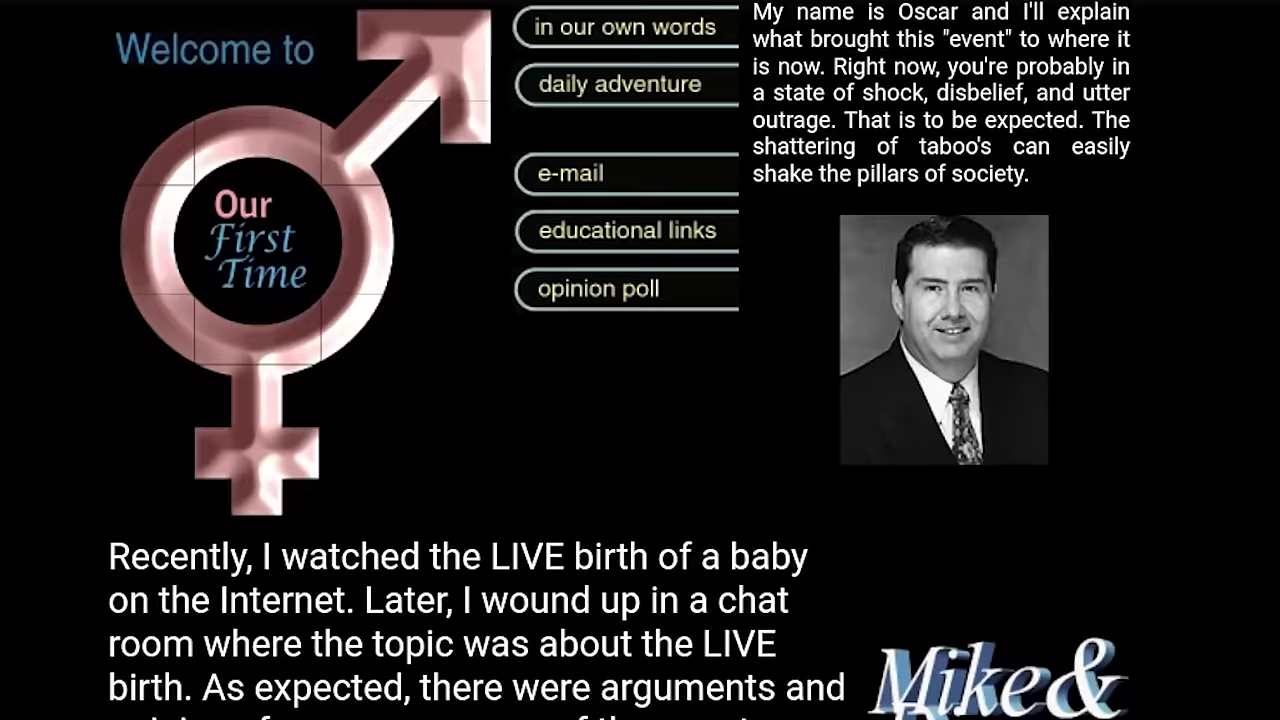 Welcome to
Our
First
Time
in our own words
daily adventure
e-mail
educational links
opinion poll
My name is Oscar and I'll explain
what brought this "event" to where it
is now. Right now, you're probably in
a state of shock, disbelief, and utter
outrage. That is to be expected. The
shattering of taboo's can easily
shake the pillars of society.
Recently, I watched the LIVE birth of a baby
on the Internet. Later, I wound up in a chat
room where the topic was about the LIVE
birth. As expected, there were arguments and
Mike &